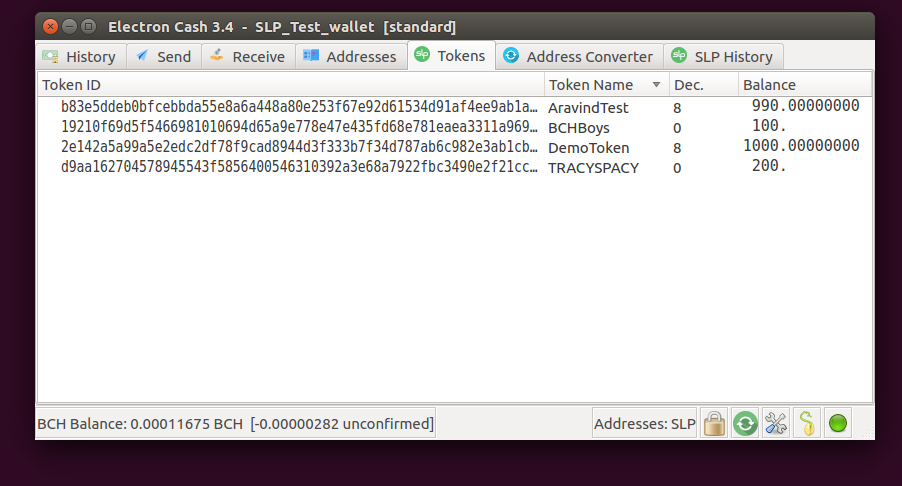 Electron Cash 3.4 - SLP_Test_wallet [standard]
History Send Receive Addresses slp Tokens Address Converter slp SLP History
Token ID Token Name Dec. Balance
b83e5ddeb0bfcebbda55e8a6a448a80e253f67e92d61534d91af4ee9ab1a… AravindTest 8 990.00000000
19210f69d5f5466981010694d65a9e778e47e435fd68e781eaea3311a969… BCHBoys 0 100.
2e142a5a99a5e2edc2df78f9cad8944d3f333b7f34d787ab6c982e3ab1cb… DemoToken 8 1000.00000000
d9aa162704578945543f5856400546310392a3e68a7922fbc3490e2f21cc… TRACYSPACY 0 200.
BCH Balance: 0.00011675 BCH [-0.00000282 unconfirmed] Addresses: SLP